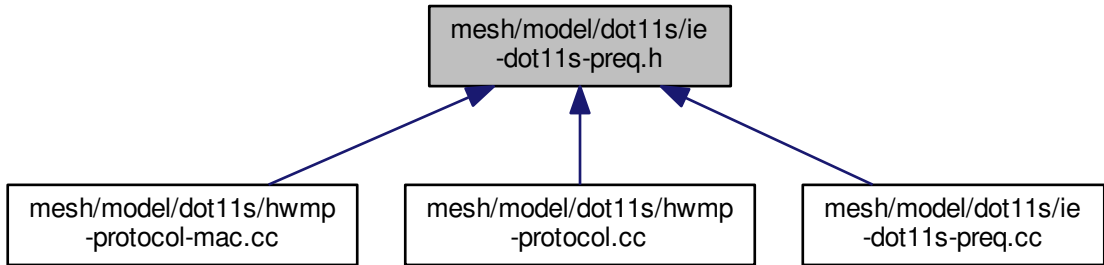 mesh/model/dot11s/ie
-dot11s-preq.h
mesh/model/dot11s/hwmp
-protocol-mac.cc
mesh/model/dot11s/hwmp
-protocol.cc
mesh/model/dot11s/ie
-dot11s-preq.cc